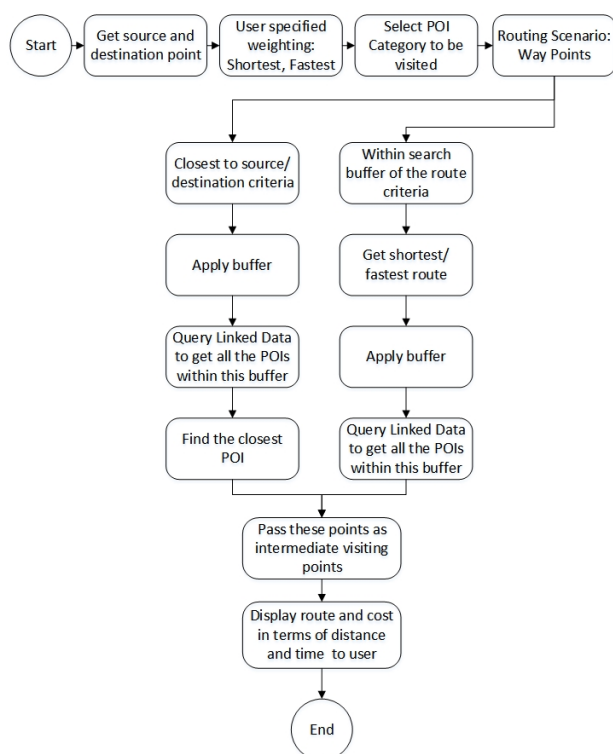 Start
Get source and
destination point
User specified
weighting:
Shortest, Fastest
Select POI
Category to be
visited
Routing Scenario:
Way Points
Closest to source/
destination criteria
Within search
buffer of the route
criteria
Apply buffer
Get shortest/
fastest route
Query Linked Data
to get all the POIs
within this buffer
Apply buffer
Find the closest
POI
Query Linked Data
to get all the POIs
within this buffer
Pass these points as
intermediate visiting
points
Display route and cost
in terms of distance
and time to user
End